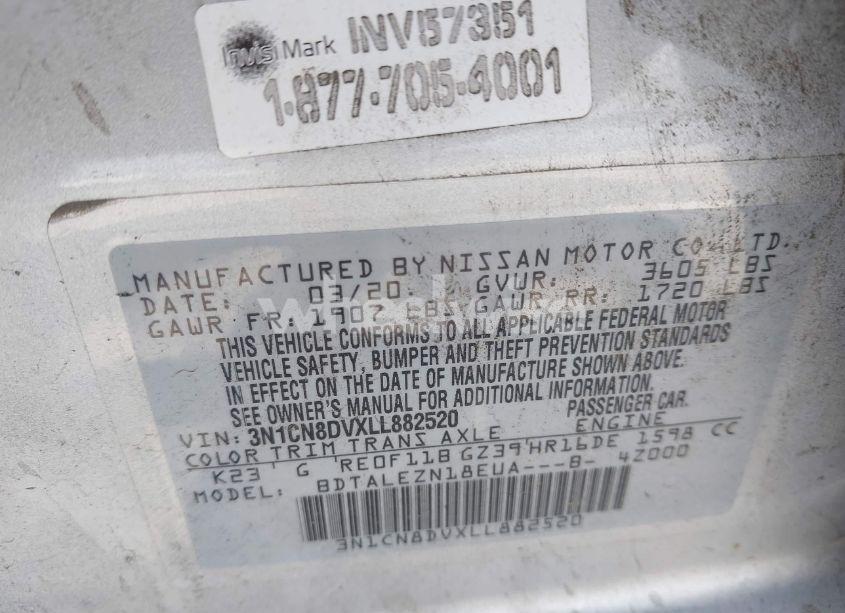 InvisiMark INV57351
1-877-705-4001
MANUFACTURED BY NISSAN MOTOR CO. LTD.
DATE: 03/20 GVWR: 3605 LBS
GAWR FR: 1907 LBS GAWR RR: 1720 LBS
THIS VEHICLE CONFORMS TO ALL APPLICABLE FEDERAL MOTOR
VEHICLE SAFETY, BUMPER AND THEFT PREVENTION STANDARDS
IN EFFECT ON THE DATE OF MANUFACTURE SHOWN ABOVE.
SEE OWNER'S MANUAL FOR ADDITIONAL INFORMATION.
VIN: 3N1CN8DVXLL882520 PASSENGER CAR.
COLOR TRIM TRANS AXLE ENGINE
K23 G RE0F11B GZ39 HR16DE 1598 CC
MODEL: BDTALEZN18EUA---B- 4Z000
3N1CN8DVXLL882520